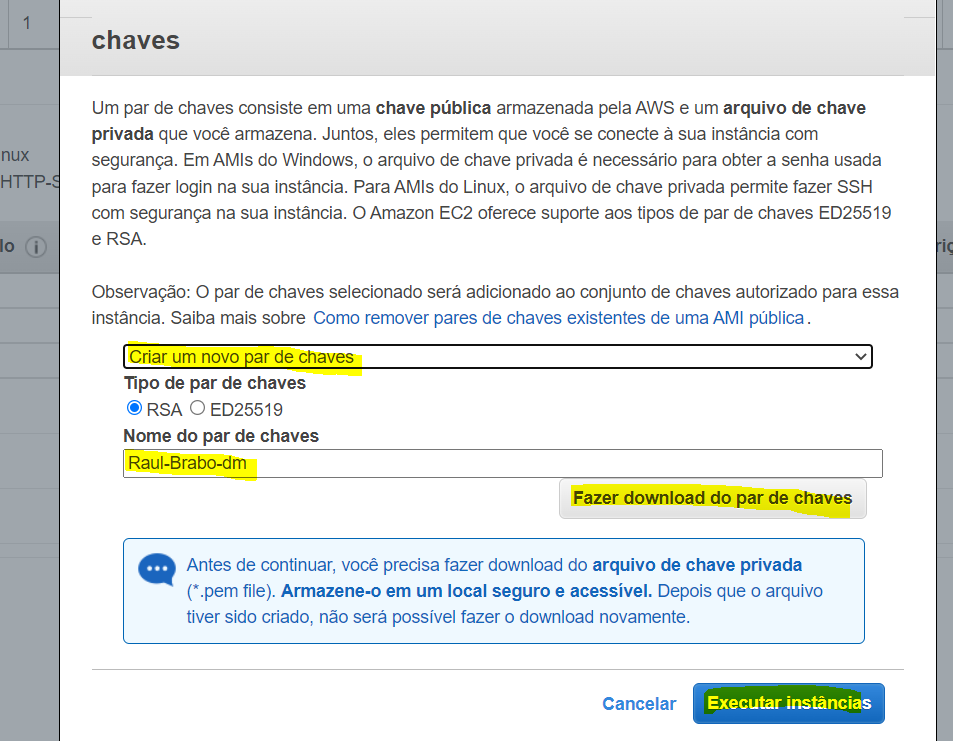 1
chaves
Um par de chaves consiste em uma chave pública armazenada pela AWS e um arquivo de chave
privada que você armazena. Juntos, eles permitem que você se conecte à sua instância com
segurança. Em AMIs do Windows, o arquivo de chave privada é necessário para obter a senha usada
para fazer login na sua instância. Para AMIs do Linux, o arquivo de chave privada permite fazer SSH
com segurança na sua instância. O Amazon EC2 oferece suporte aos tipos de par de chaves ED25519
e RSA.
nux
HTTP-S
lo
Observação: O par de chaves selecionado será adicionado ao conjunto de chaves autorizado para essa
instância. Saiba mais sobre Como remover pares de chaves existentes de uma AMI pública.
Criar um novo par de chaves
Tipo de par de chaves
RSA ED25519
Nome do par de chaves
Raul-Brabo-dm
Fazer download do par de chaves
Antes de continuar, você precisa fazer download do arquivo de chave privada
(*.pem file). Armazene-o em um local seguro e acessível. Depois que o arquivo
tiver sido criado, não será possível fazer o download novamente.
Cancelar Executar instâncias